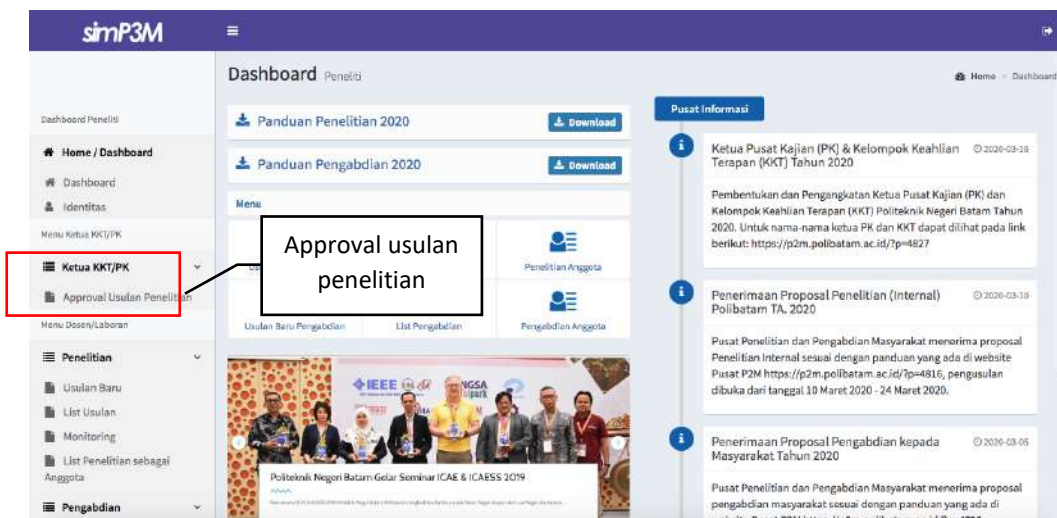 simP3M
Dashboard Peneliti
Home > Dashboard
Dashboard Peneliti
Home / Dashboard
Dashboard
Identitas
Menu Ketua KKT/PK
Ketua KKT/PK
Approval Usulan Penelitian
Menu Dosen/Laboran
Penelitian
Usulan Baru
List Usulan
Monitoring
List Penelitian sebagai
Anggota
Pengabdian
Panduan Penelitian 2020
Download
Panduan Pengabdian 2020
Download
Menu
Approval usulan
penelitian
Penelitian Anggota
Usulan Baru Pengabdian
List Pengabdian
Pengabdian Anggota
IEEE
Politeknik Negeri Batam Gelar Seminar ICAE & ICAESS 2019
Pusat Informasi
Ketua Pusat Kajian (PK) & Kelompok Keahlian
Terapan (KKT) Tahun 2020
2020-03-16
Pembentukan dan Pengangkatan Ketua Pusat Kajian (PK) dan
Kelompok Keahlian Terapan (KKT) Politeknik Negeri Batam Tahun
2020. Untuk nama-nama ketua PK dan KKT dapat dilihat pada link
berikut: https://p2m.polibatam.ac.id/?p=4827
Penerimaan Proposal Penelitian (Internal)
Polibatam TA. 2020
2020-03-10
Pusat Penelitian dan Pengabdian Masyarakat menerima proposal
Penelitian Internal sesuai dengan panduan yang ada di website
Pusat P2M https://p2m.polibatam.ac.id/?p=4816, pengusulan
dibuka dari tanggal 10 Maret 2020 - 24 Maret 2020.
Penerimaan Proposal Pengabdian kepada
Masyarakat Tahun 2020
2020-03-05
Pusat Penelitian dan Pengabdian Masyarakat menerima proposal
pengabdian masyarakat sesuai dengan panduan yang ada di